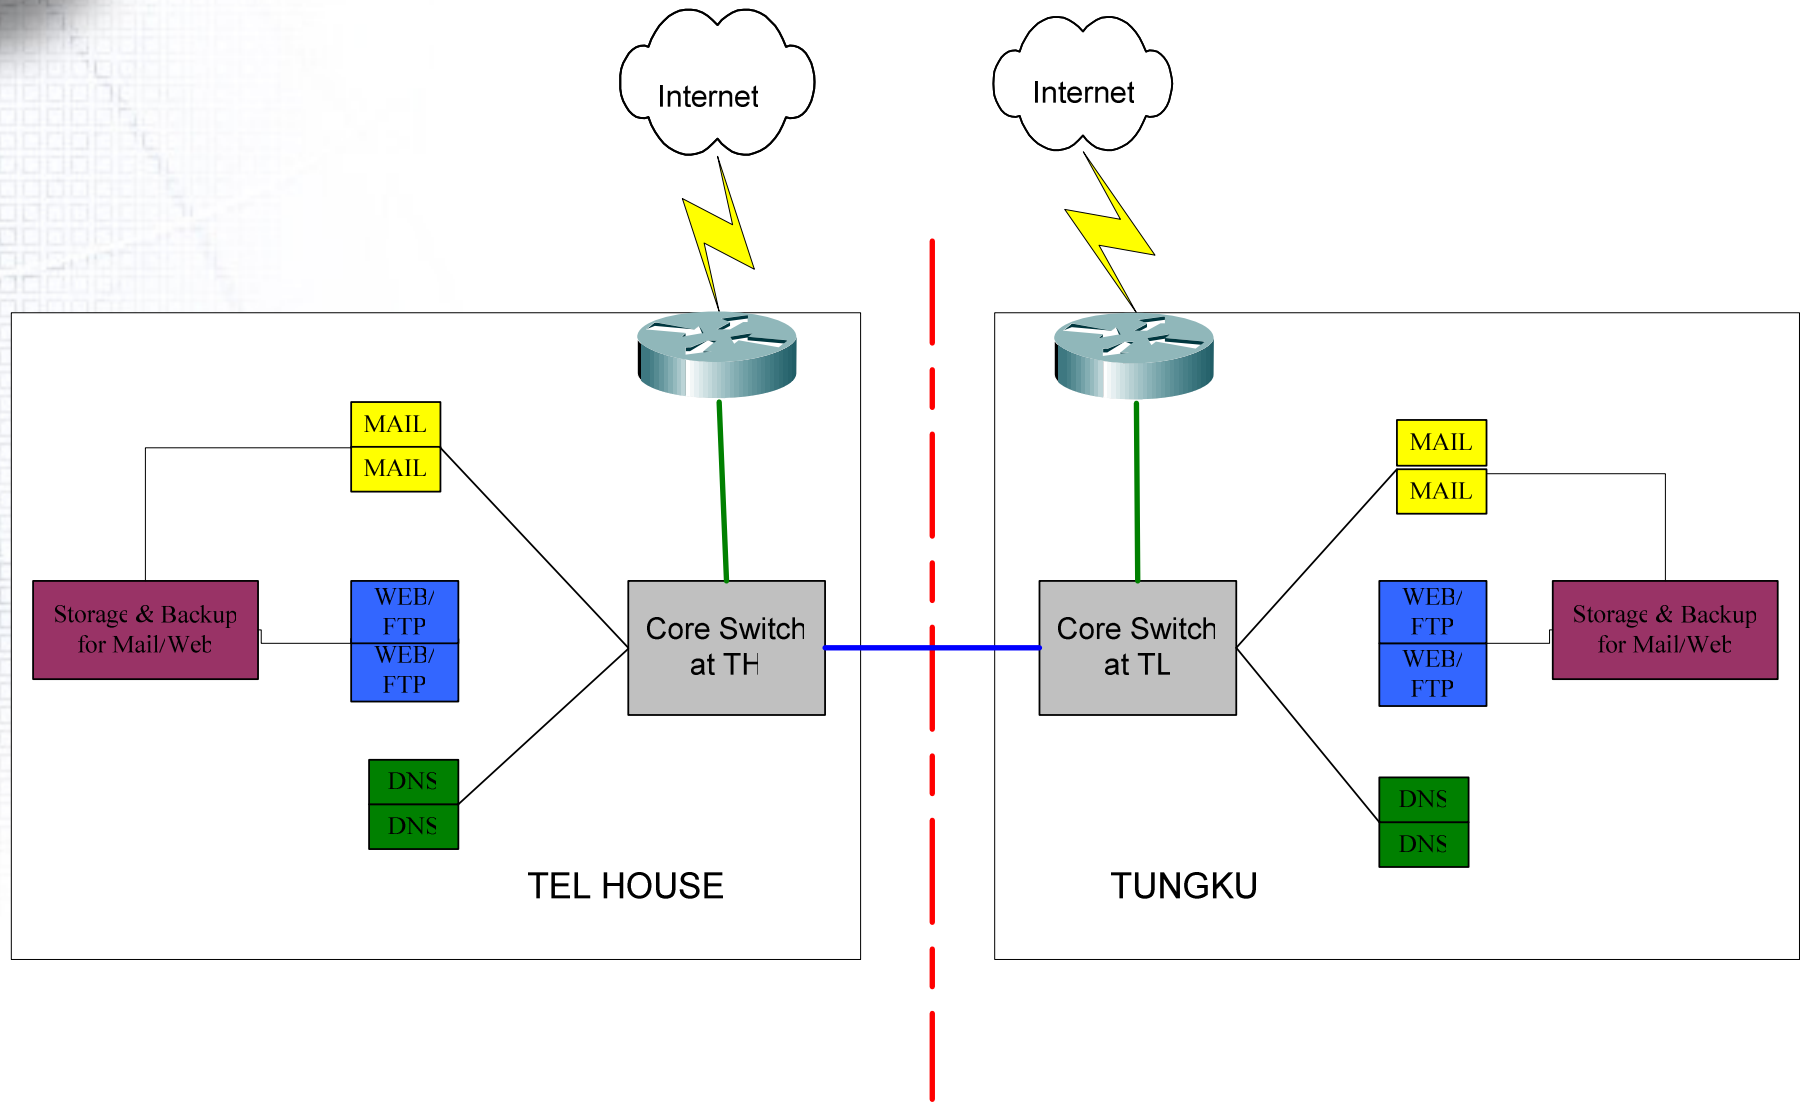 Internet
Internet
MAIL
MAIL
WEB/
FTP
WEB/
FTP
DNS
DNS
Storage & Backup
for Mail/Web
Core Switch
at TH
TEL HOUSE
Core Switch
at TL
MAIL
MAIL
WEB/
FTP
WEB/
FTP
DNS
DNS
Storage & Backup
for Mail/Web
TUNGKU